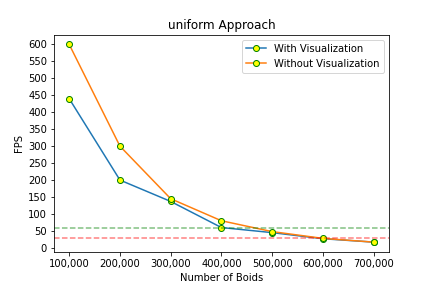 uniform Approach
With Visualization
Without Visualization
FPS
600
550
500
450
400
350
300
250
200
150
100
50
0
100,000 200,000 300,000 400,000 500,000 600,000 700,000
Number of Boids